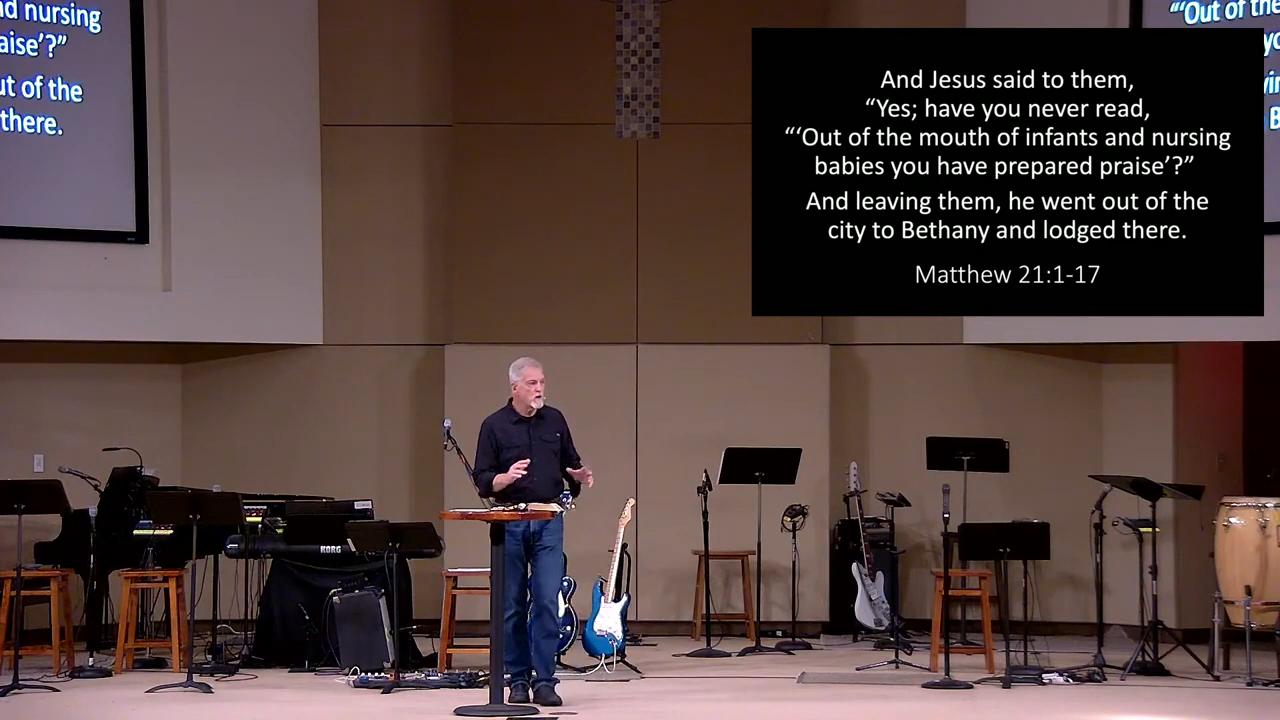 nd nursing
aise’?”
ut of the
there.
And Jesus said to them,
“Yes; have you never read,
“‘Out of the mouth of infants and nursing
babies you have prepared praise’?”
And leaving them, he went out of the
city to Bethany and lodged there.
Matthew 21:1-17
“‘Out of the
KORG